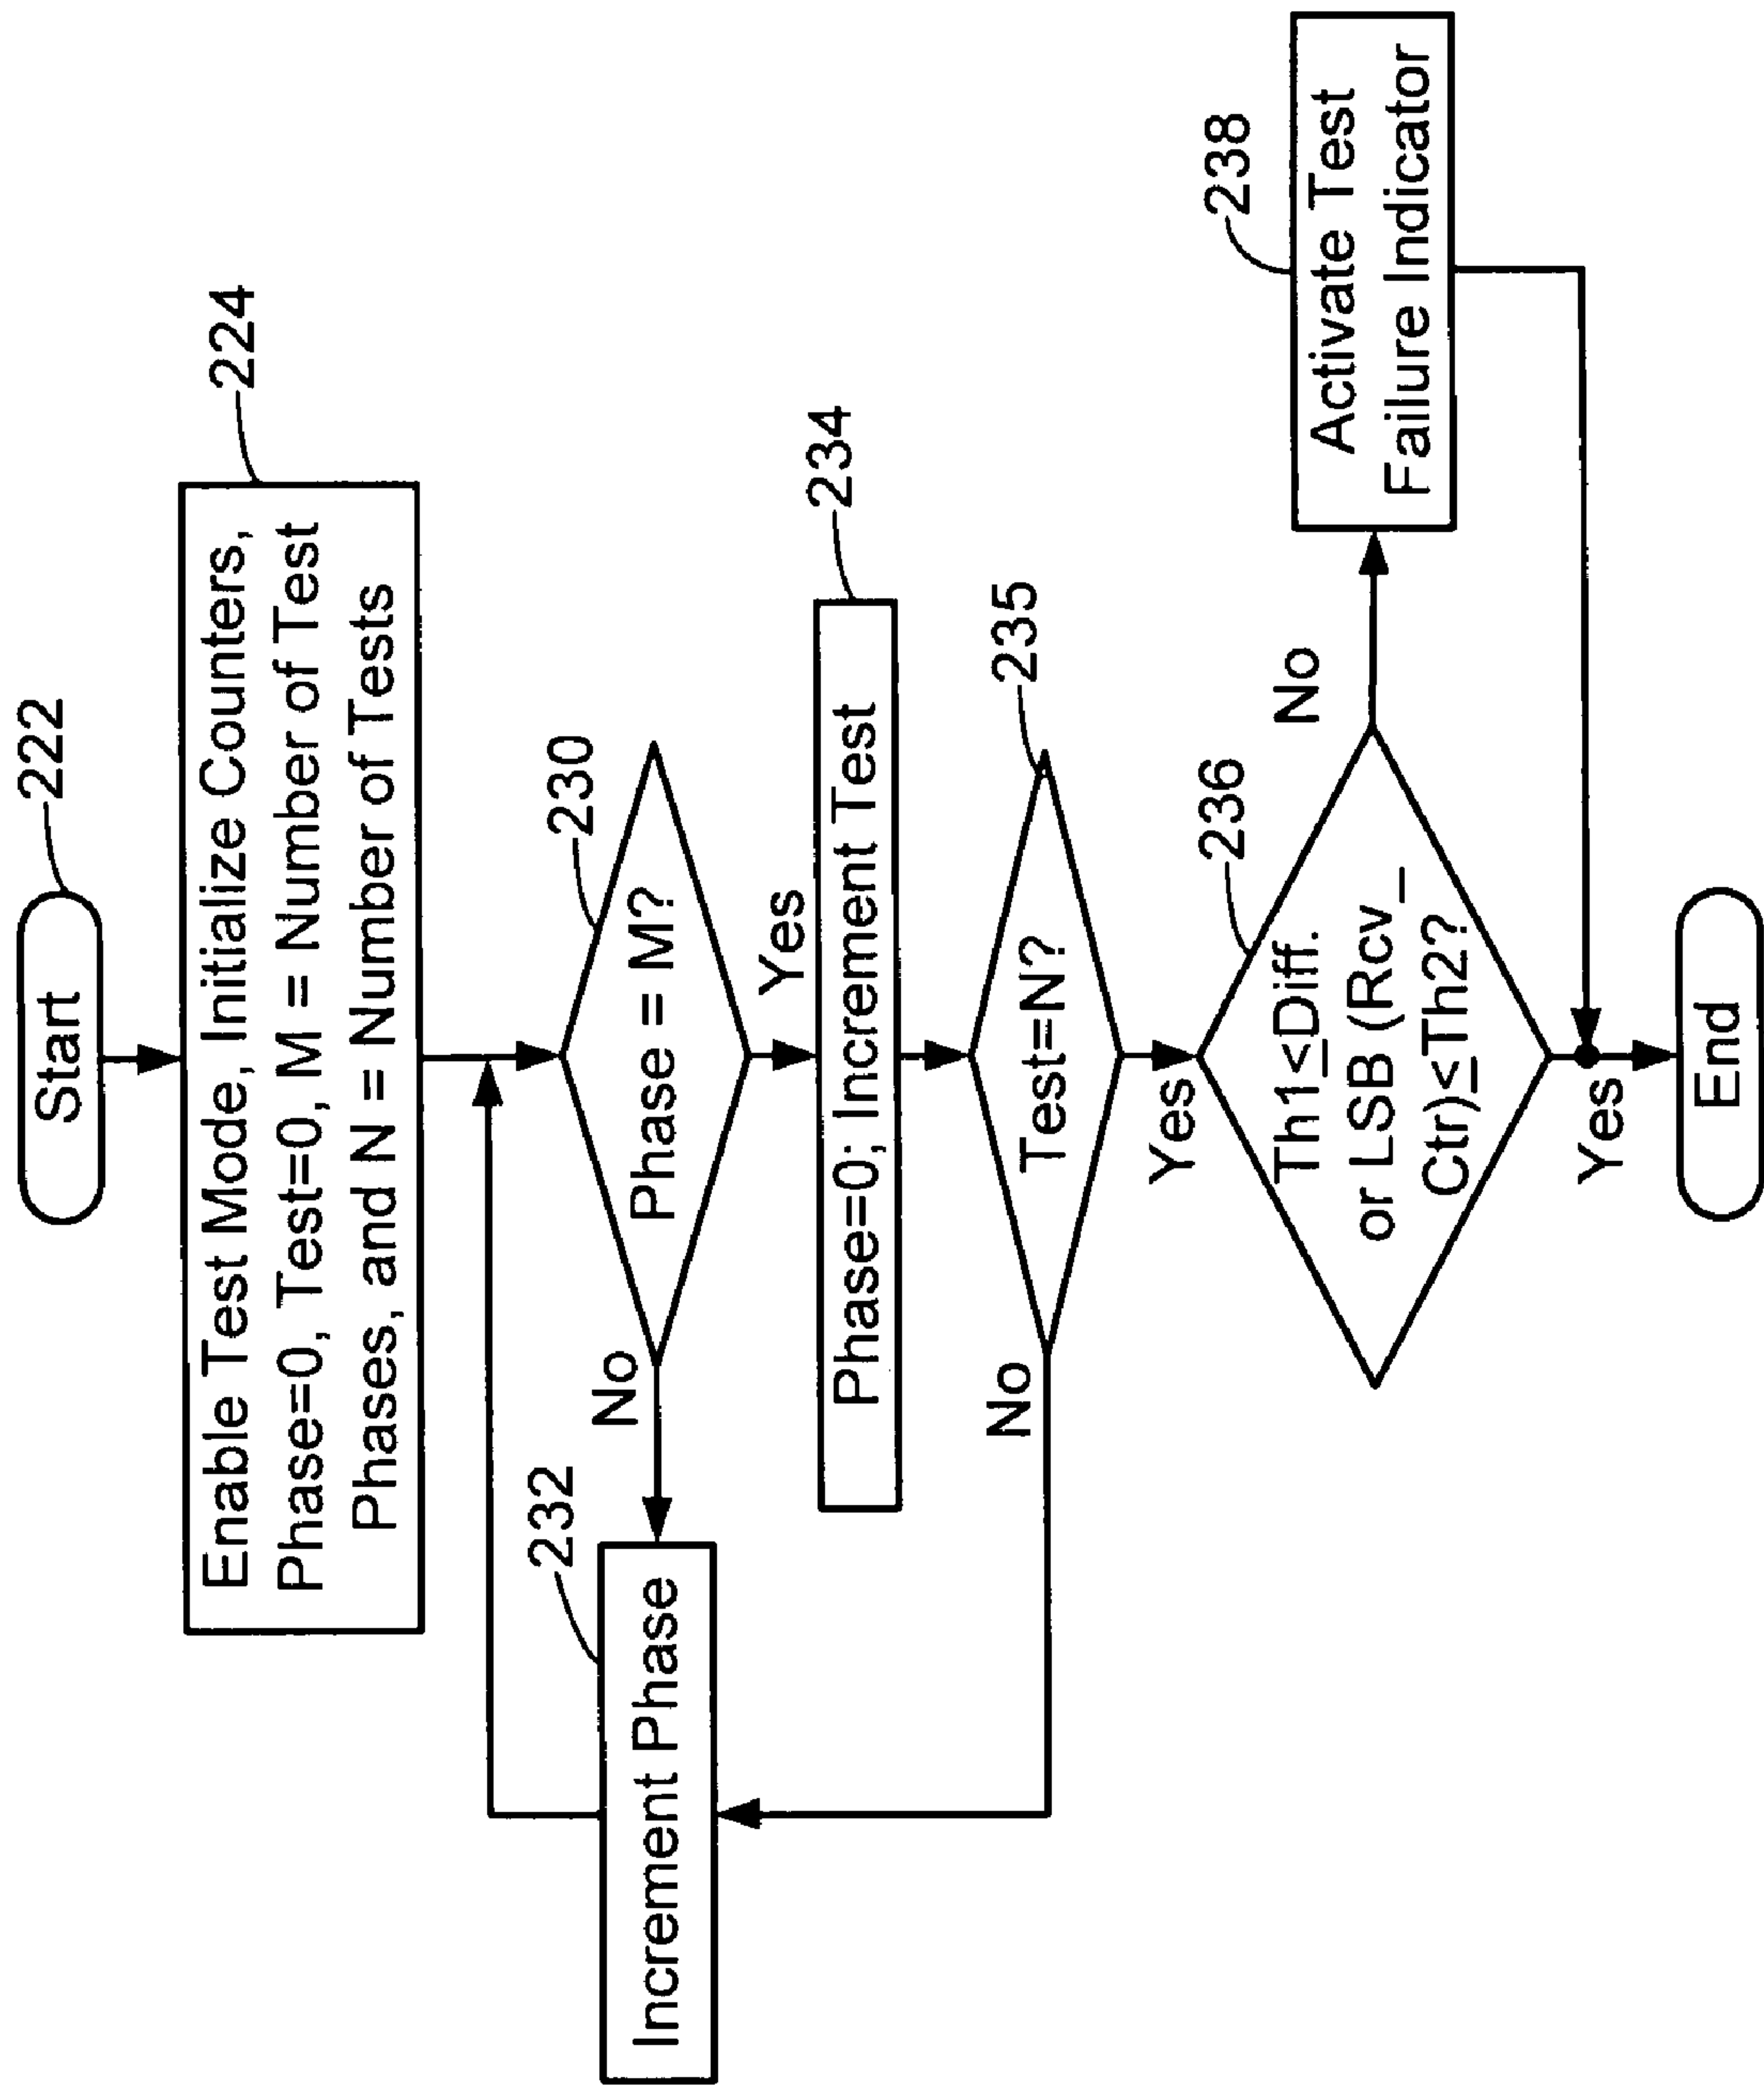 Start
222
Enable Test Mode, Initialize Counters,
Phase=0, Test=0, M = Number of Test
Phases, and N = Number of Tests
224
Phase = M?
230
No
Yes
Increment Phase
232
Phase=0; Increment Test
234
Test=N?
235
No
Yes
Th1≤Diff.
or LSB (Rcv_
Ctr)≤Th2?
236
No
Yes
Activate Test
Failure Indicator
238
End